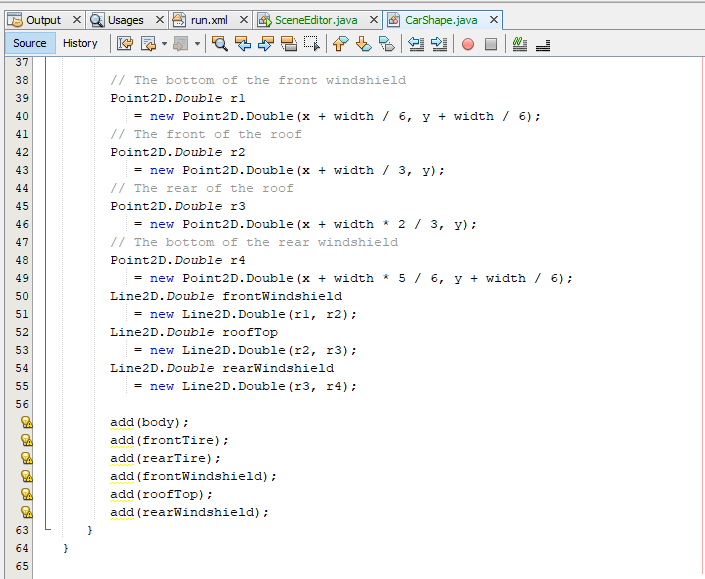 Output Usages run.xml SceneEditor.java CarShape.java
Source History
37
38 // The bottom of the front windshield
39 Point2D.Double r1
40 = new Point2D.Double(x + width / 6, y + width / 6);
41 // The front of the roof
42 Point2D.Double r2
43 = new Point2D.Double(x + width / 3, y);
44 // The rear of the roof
45 Point2D.Double r3
46 = new Point2D.Double(x + width * 2 / 3, y);
47 // The bottom of the rear windshield
48 Point2D.Double r4
49 = new Point2D.Double(x + width * 5 / 6, y + width / 6);
50 Line2D.Double frontWindshield
51 = new Line2D.Double(r1, r2);
52 Line2D.Double roofTop
53 = new Line2D.Double(r2, r3);
54 Line2D.Double rearWindshield
55 = new Line2D.Double(r3, r4);
56
add(body);
add(frontTire);
add(rearTire);
add(frontWindshield);
add(roofTop);
add(rearWindshield);
63 }
64 }
65